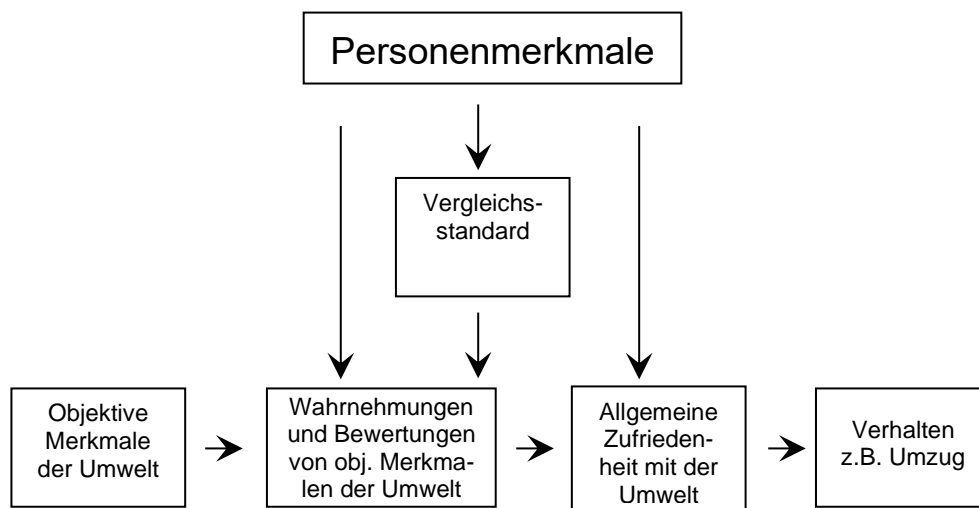 Personenmerkmale
Vergleichs-
standard
Objektive
Merkmale
der Umwelt
Wahrnehmungen
und Bewertungen
von obj. Merkma-
len der Umwelt
Allgemeine
Zufrieden-
heit mit der
Umwelt
Verhalten
z.B. Umzug